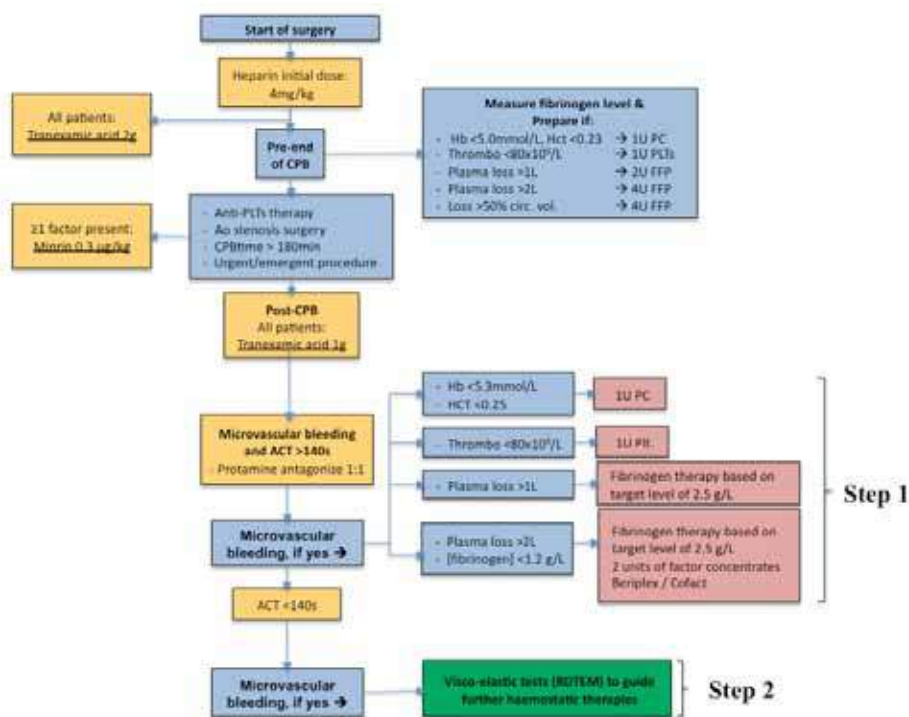 Start of surgery
Heparin initial dose:
4mg/kg
All patients:
Tranexamic acid 2g
Measure fibrinogen level &
Prepare if:
- Hb <5.0mmol/L, Hct <0.23 → 1U PC
- Thrombo <80x10⁹/L → 1U PLTs
- Plasma loss >1L → 2U FFP
- Plasma loss >2L → 4U FFP
- Loss >50% circ. vol. → 4U FFP
Pre-end
of CPB
- Anti-PLTs therapy
- Ao stenosis surgery
- CPBtime > 180min
- Urgent/emergent procedure
≥1 factor present:
Minrin 0.3 µg/kg
Post-CPB
All patients:
Tranexamic acid 1g
- Hb <5.3mmol/L
- HCT <0.25
1U PC
Microvascular bleeding
and ACT >140s
- Protamine antagonize 1:1
- Thrombo <80x10⁹/L
1U Plt.
- Plasma loss >1L
Fibrinogen therapy based on
target level of 2.5 g/L
Step 1
Microvascular
bleeding, if yes →
- Plasma loss >2L
- [fibrinogen] <1.2 g/L
Fibrinogen therapy based on
target level of 2.5 g/L
2 units of factor concentrates
Beriplex / Cofact
ACT <140s
Microvascular
bleeding, if yes →
Visco-elastic tests (ROTEM) to guide
further haemostatic therapies
Step 2